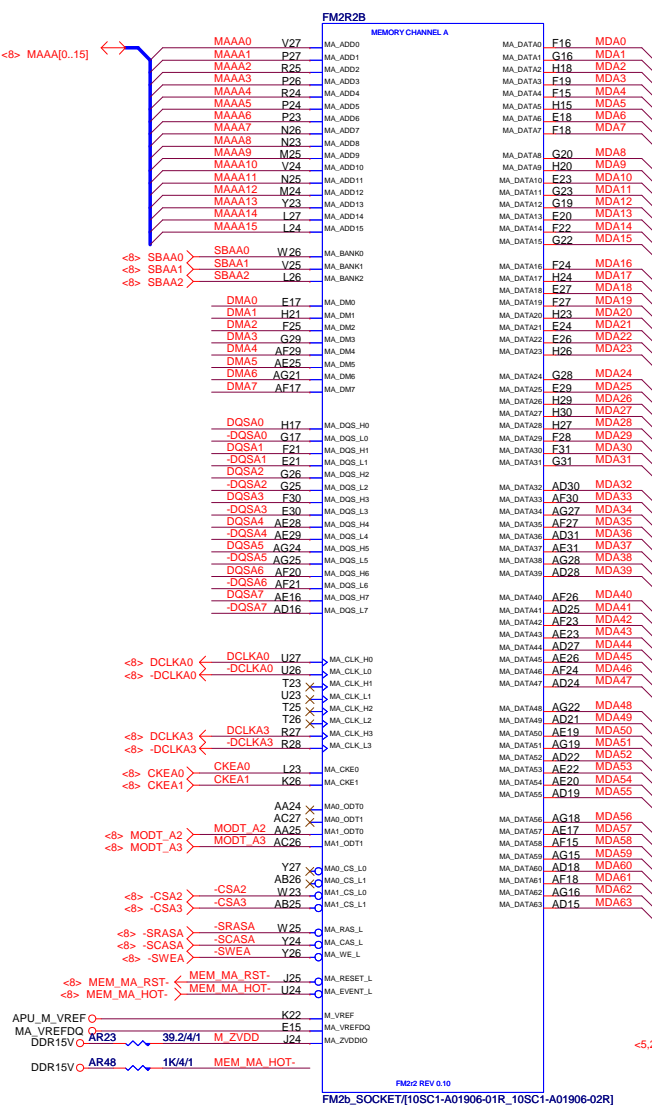 FM2R2B
MEMORY CHANNEL A
<8> MAAA[0..15]
MAAA0 V27 MA_ADD0 MA_DATA0 F16 MDA0
MAAA1 P27 MA_ADD1 MA_DATA1 G16 MDA1
MAAA2 R25 MA_ADD2 MA_DATA2 H18 MDA2
MAAA3 P26 MA_ADD3 MA_DATA3 F19 MDA3
MAAA4 R24 MA_ADD4 MA_DATA4 F15 MDA4
MAAA5 P24 MA_ADD5 MA_DATA5 H15 MDA5
MAAA6 P23 MA_ADD6 MA_DATA6 E18 MDA6
MAAA7 N26 MA_ADD7 MA_DATA7 F18 MDA7
MAAA8 N23 MA_ADD8
MAAA9 M25 MA_ADD9 MA_DATA8 G20 MDA8
MAAA10 V24 MA_ADD10 MA_DATA9 H20 MDA9
MAAA11 N25 MA_ADD11 MA_DATA10 E23 MDA10
MAAA12 M24 MA_ADD12 MA_DATA11 G23 MDA11
MAAA13 Y23 MA_ADD13 MA_DATA12 G19 MDA12
MAAA14 L27 MA_ADD14 MA_DATA13 E20 MDA13
MAAA15 L24 MA_ADD15 MA_DATA14 F22 MDA14
MA_DATA15 G22 MDA15
<8> SBAA0 SBAA0 W26 MA_BANK0
<8> SBAA1 SBAA1 V25 MA_BANK1 MA_DATA16 F24 MDA16
<8> SBAA2 SBAA2 L26 MA_BANK2 MA_DATA17 H24 MDA17
MA_DATA18 E27 MDA18
DMA0 E17 MA_DM0 MA_DATA19 F27 MDA19
DMA1 H21 MA_DM1 MA_DATA20 H23 MDA20
DMA2 F25 MA_DM2 MA_DATA21 E24 MDA21
DMA3 G29 MA_DM3 MA_DATA22 E26 MDA22
DMA4 AF29 MA_DM4 MA_DATA23 H26 MDA23
DMA5 AE25 MA_DM5
DMA6 AG21 MA_DM6 MA_DATA24 G28 MDA24
DMA7 AF17 MA_DM7 MA_DATA25 E29 MDA25
MA_DATA26 H29 MDA26
MA_DATA27 H30 MDA27
DQSA0 H17 MA_DQS_H0 MA_DATA28 H27 MDA28
-DQSA0 G17 MA_DQS_L0 MA_DATA29 F28 MDA29
DQSA1 F21 MA_DQS_H1 MA_DATA30 F31 MDA30
-DQSA1 E21 MA_DQS_L1 MA_DATA31 G31 MDA31
DQSA2 G26 MA_DQS_H2
-DQSA2 G25 MA_DQS_L2 MA_DATA32 AD30 MDA32
DQSA3 F30 MA_DQS_H3 MA_DATA33 AF30 MDA33
-DQSA3 E30 MA_DQS_L3 MA_DATA34 AG27 MDA34
DQSA4 AE28 MA_DQS_H4 MA_DATA35 AF27 MDA35
-DQSA4 AE29 MA_DQS_L4 MA_DATA36 AD31 MDA36
DQSA5 AG24 MA_DQS_H5 MA_DATA37 AE31 MDA37
-DQSA5 AG25 MA_DQS_L5 MA_DATA38 AG28 MDA38
DQSA6 AF20 MA_DQS_H6 MA_DATA39 AD28 MDA39
-DQSA6 AF21 MA_DQS_L6
DQSA7 AE16 MA_DQS_H7 MA_DATA40 AF26 MDA40
-DQSA7 AD16 MA_DQS_L7 MA_DATA41 AD25 MDA41
MA_DATA42 AF23 MDA42
MA_DATA43 AE23 MDA43
MA_DATA44 AD27 MDA44
<8> DCLKA0 DCLKA0 U27 MA_CLK_H0 MA_DATA45 AE26 MDA45
<8> -DCLKA0 -DCLKA0 U26 MA_CLK_L0 MA_DATA46 AF24 MDA46
T23 MA_CLK_H1 MA_DATA47 AD24 MDA47
U23 MA_CLK_L1
T25 MA_CLK_H2 MA_DATA48 AG22 MDA48
T26 MA_CLK_L2 MA_DATA49 AD21 MDA49
<8> DCLKA3 DCLKA3 R27 MA_CLK_H3 MA_DATA50 AE19 MDA50
<8> -DCLKA3 -DCLKA3 R28 MA_CLK_L3 MA_DATA51 AG19 MDA51
MA_DATA52 AD22 MDA52
<8> CKEA0 CKEA0 L23 MA_CKE0 MA_DATA53 AE22 MDA53
<8> CKEA1 CKEA1 K26 MA_CKE1 MA_DATA54 AE20 MDA54
MA_DATA55 AD19 MDA55
AA24 MA0_ODT0
AC27 MA0_ODT1 MA_DATA56 AG18 MDA56
<8> MODT_A2 MODT_A2 AA25 MA1_ODT0 MA_DATA57 AE17 MDA57
<8> MODT_A3 MODT_A3 AC26 MA1_ODT1 MA_DATA58 AF15 MDA58
MA_DATA59 AG15 MDA59
Y27 MA0_CS_L0 MA_DATA60 AD18 MDA60
AB26 MA0_CS_L1 MA_DATA61 AF18 MDA61
<8> -CSA2 -CSA2 W23 MA1_CS_L0 MA_DATA62 AG16 MDA62
<8> -CSA3 -CSA3 AB25 MA1_CS_L1 MA_DATA63 AD15 MDA63
<8> -SRASA -SRASA W25 MA_RAS_L
<8> -SCASA -SCASA Y24 MA_CAS_L
<8> -SWEA -SWEA Y26 MA_WE_L
<8> MEM_MA_RST- MEM_MA_RST- J25 MA_RESET_L
<8> MEM_MA_HOT- MEM_MA_HOT- U24 MA_EVENT_L
APU_M_VREF K22 M_VREF
MA_VREFDQ E15 MA_VREFDQ
DDR15V AR23 39.2/4/1 M_ZVDD J24 MA_ZVDDIO
<5,2
DDR15V AR48 1K/4/1 MEM_MA_HOT-
FM2r2 REV 0.10
FM2b_SOCKET/[10SC1-A01906-01R_10SC1-A01906-02R]